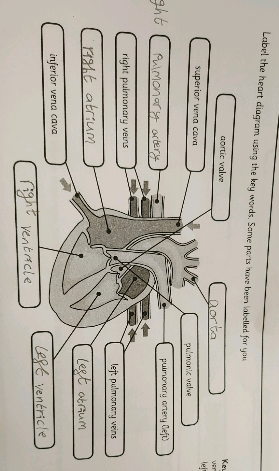 Label the heart diagram using the key words. Some parts have been labelled for you.
aortic valve
superior vena cava
right
pulmonary artery
right pulmonary veins
right atrium
inferior vena cava
aorta
pulmonic valve
pulmonary artery (left)
left pulmonary veins
left atrium
right ventricle
left ventricle